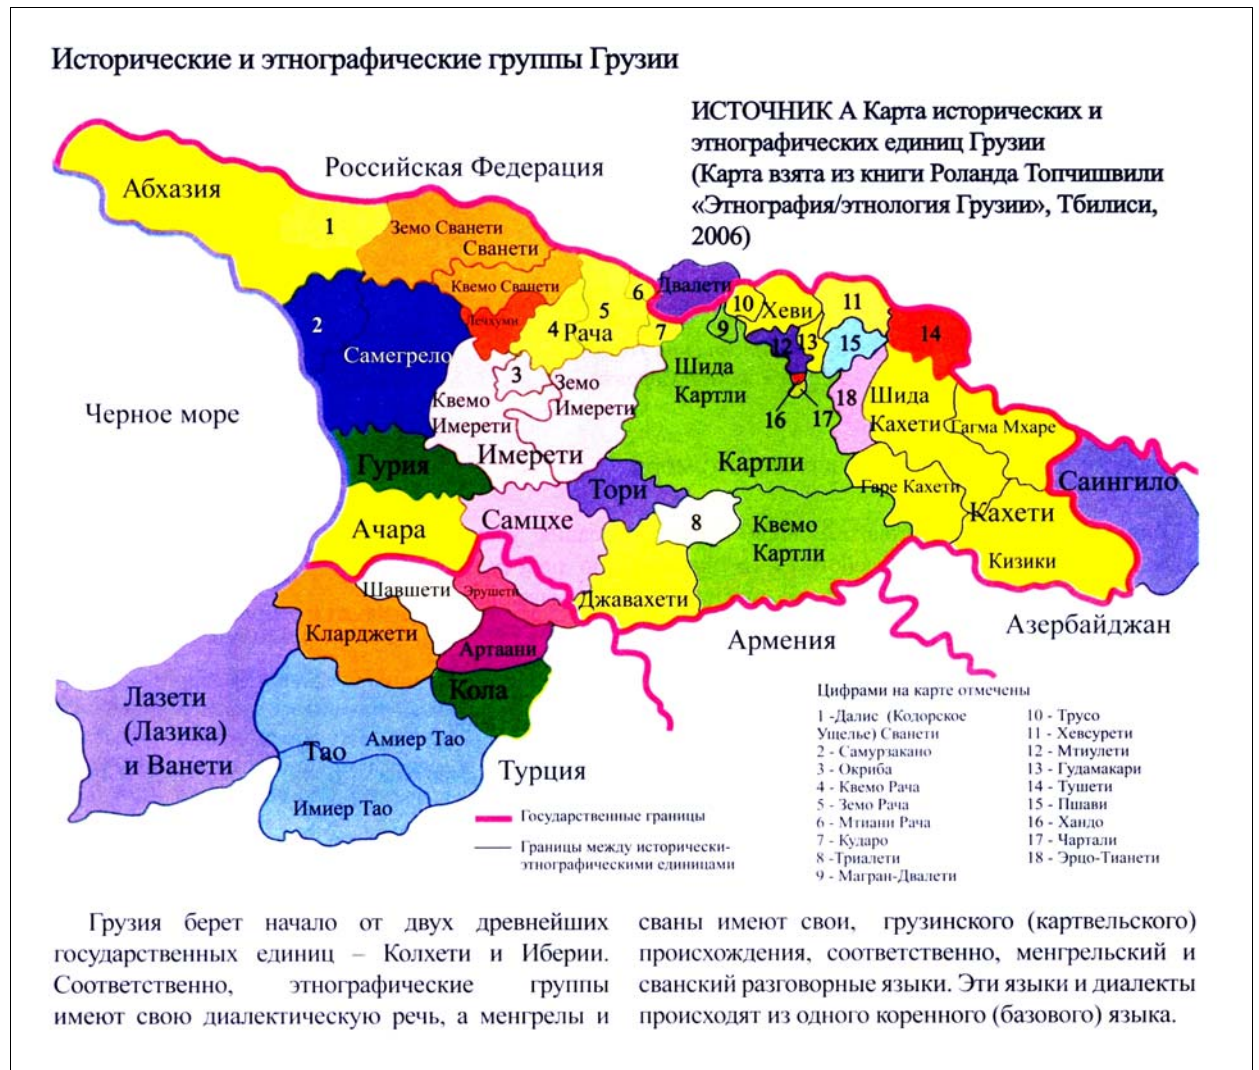 Исторические и этнографические группы Грузии
ИСТОЧНИК А Карта исторических и
этнографических единиц Грузии
(Карта взята из книги Роланда Топчишвили
«Этнография/этнология Грузии», Тбилиси,
2006)
Российская Федерация
Абхазия
1
Земо Сванети
Сванети
Квемо Сванети
Двалети
6
5
4
Рача
7
10
Хеви
11
9
12
13
15
14
2
Самегрело
Лечхуми
3
Земо
Имерети
Квемо
Имерети
Имерети
Шида
Картли
16
17
18
Шида
Кахети
Гагма Мхаре
Черное море
Гурия
Картли
Тори
Гаре Кахети
Саингило
Ачара
Самцхе
8
Квемо
Картли
Кахети
Кизики
Шавшети
Эрушети
Джавахети
Азербайджан
Армения
Кларджети
Артаани
Кола
Лазети
(Лазика)
и Ванети
Тао
Амиер Тао
Имиер Тао
Турция
Государственные границы
Границы между исторически-
этнографическими единицами
Цифрами на карте отмечены
1 -Далис (Кодорское
Ущелье) Сванети
2 - Самурзакано
3 - Окриба
4 - Квемо Рача
5 - Земо Рача
6 - Мтиани Рача
7 - Кударо
8 -Триалети
9 - Магран-Двалети
10 - Трусо
11 - Хевсурети
12 - Мтиулети
13 - Гудамакари
14 - Тушети
15 - Пшави
16 - Хандо
17 - Чартали
18 - Эрцо-Тианети
Грузия берет начало от двух древнейших
государственных единиц – Колхети и Иберии.
Соответственно, этнографические группы
имеют свою диалектическую речь, а менгрелы и
сваны имеют свои, грузинского (картвельского)
происхождения, соответственно, менгрельский и
сванский разговорные языки. Эти языки и диалекты
происходят из одного коренного (базового) языка.